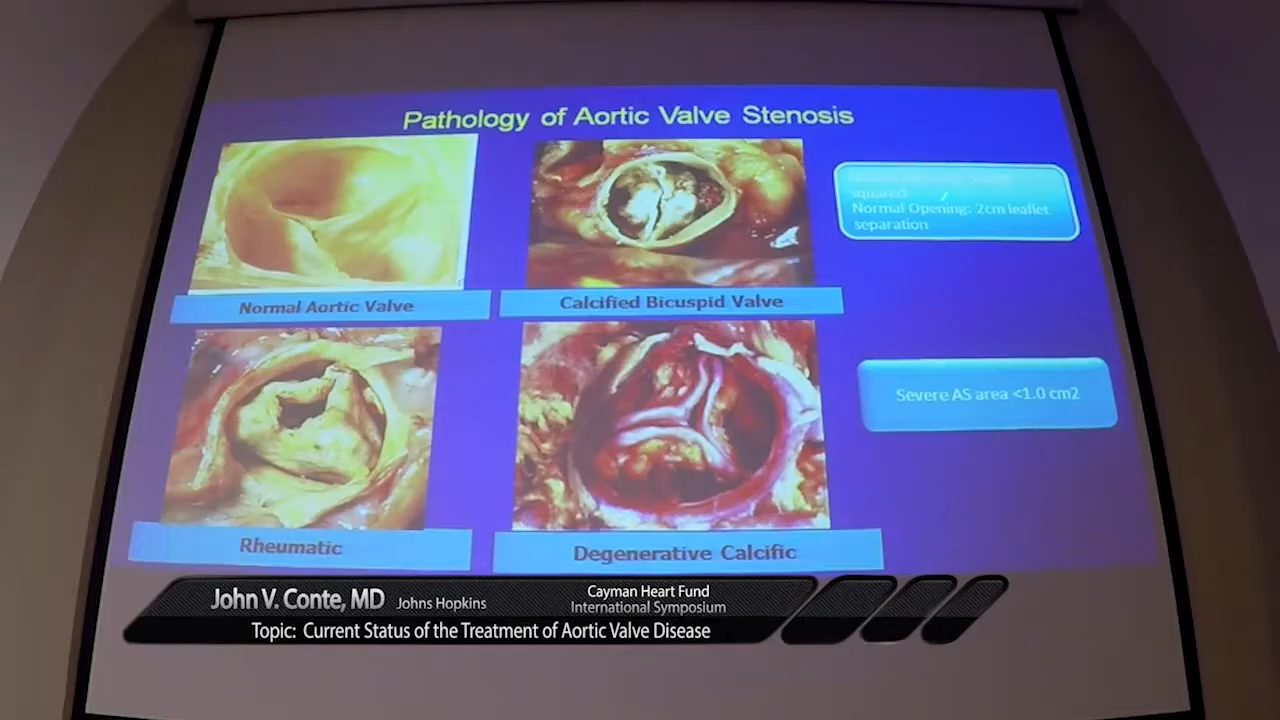 Pathology of Aortic Valve Stenosis
squared
Normal Opening: 2cm leaflet
separation
Normal Aortic Valve
Calcified Bicuspid Valve
Severe AS area <1.0 cm2
Rheumatic
Degenerative Calcific
John V. Conte, MD Johns Hopkins
Cayman Heart Fund
International Symposium
Topic: Current Status of the Treatment of Aortic Valve Disease